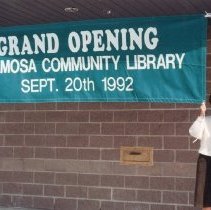 GRAND OPENING
MOSA COMMUNITY LIBRARY
SEPT. 20th 1992